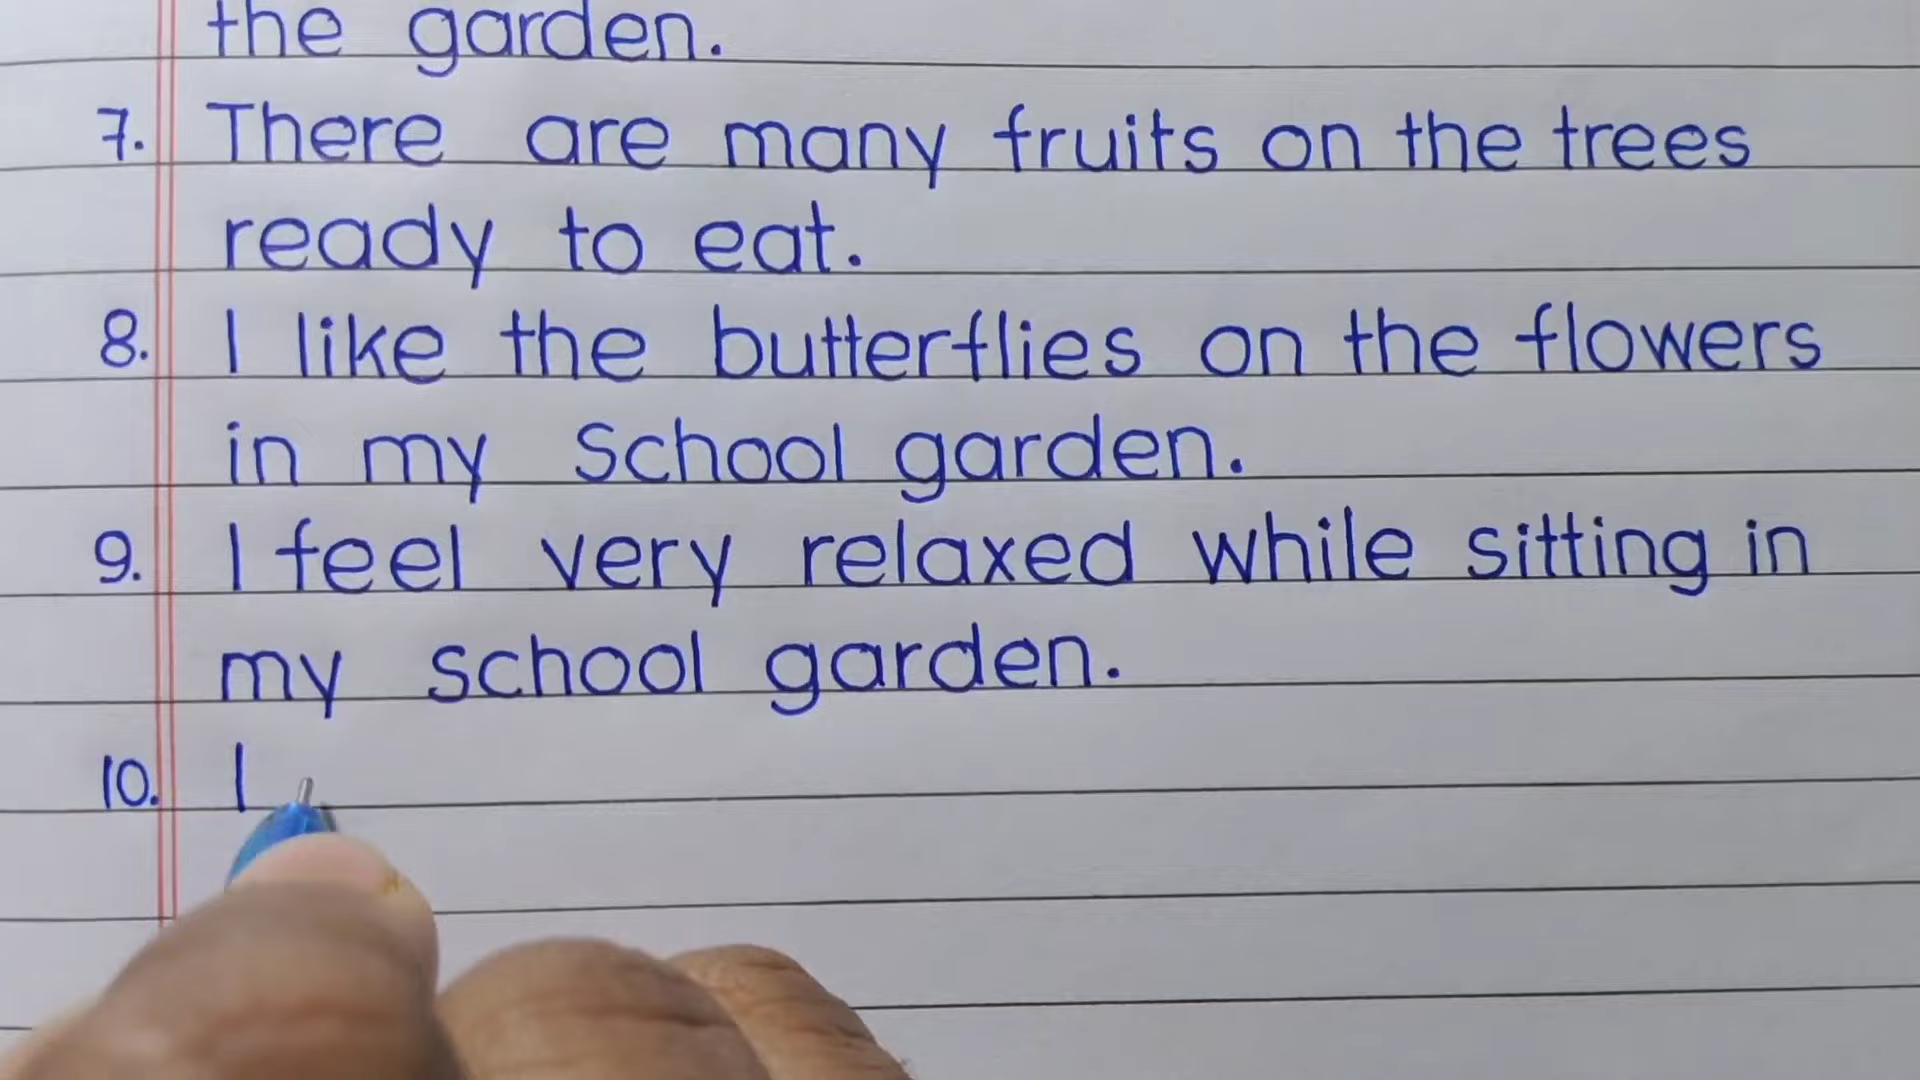 the garden.
7. There are many fruits on the trees
ready to eat.
8. I like the butterflies on the flowers
in my School garden.
9. I feel very relaxed while sitting in
my school garden.
10. I